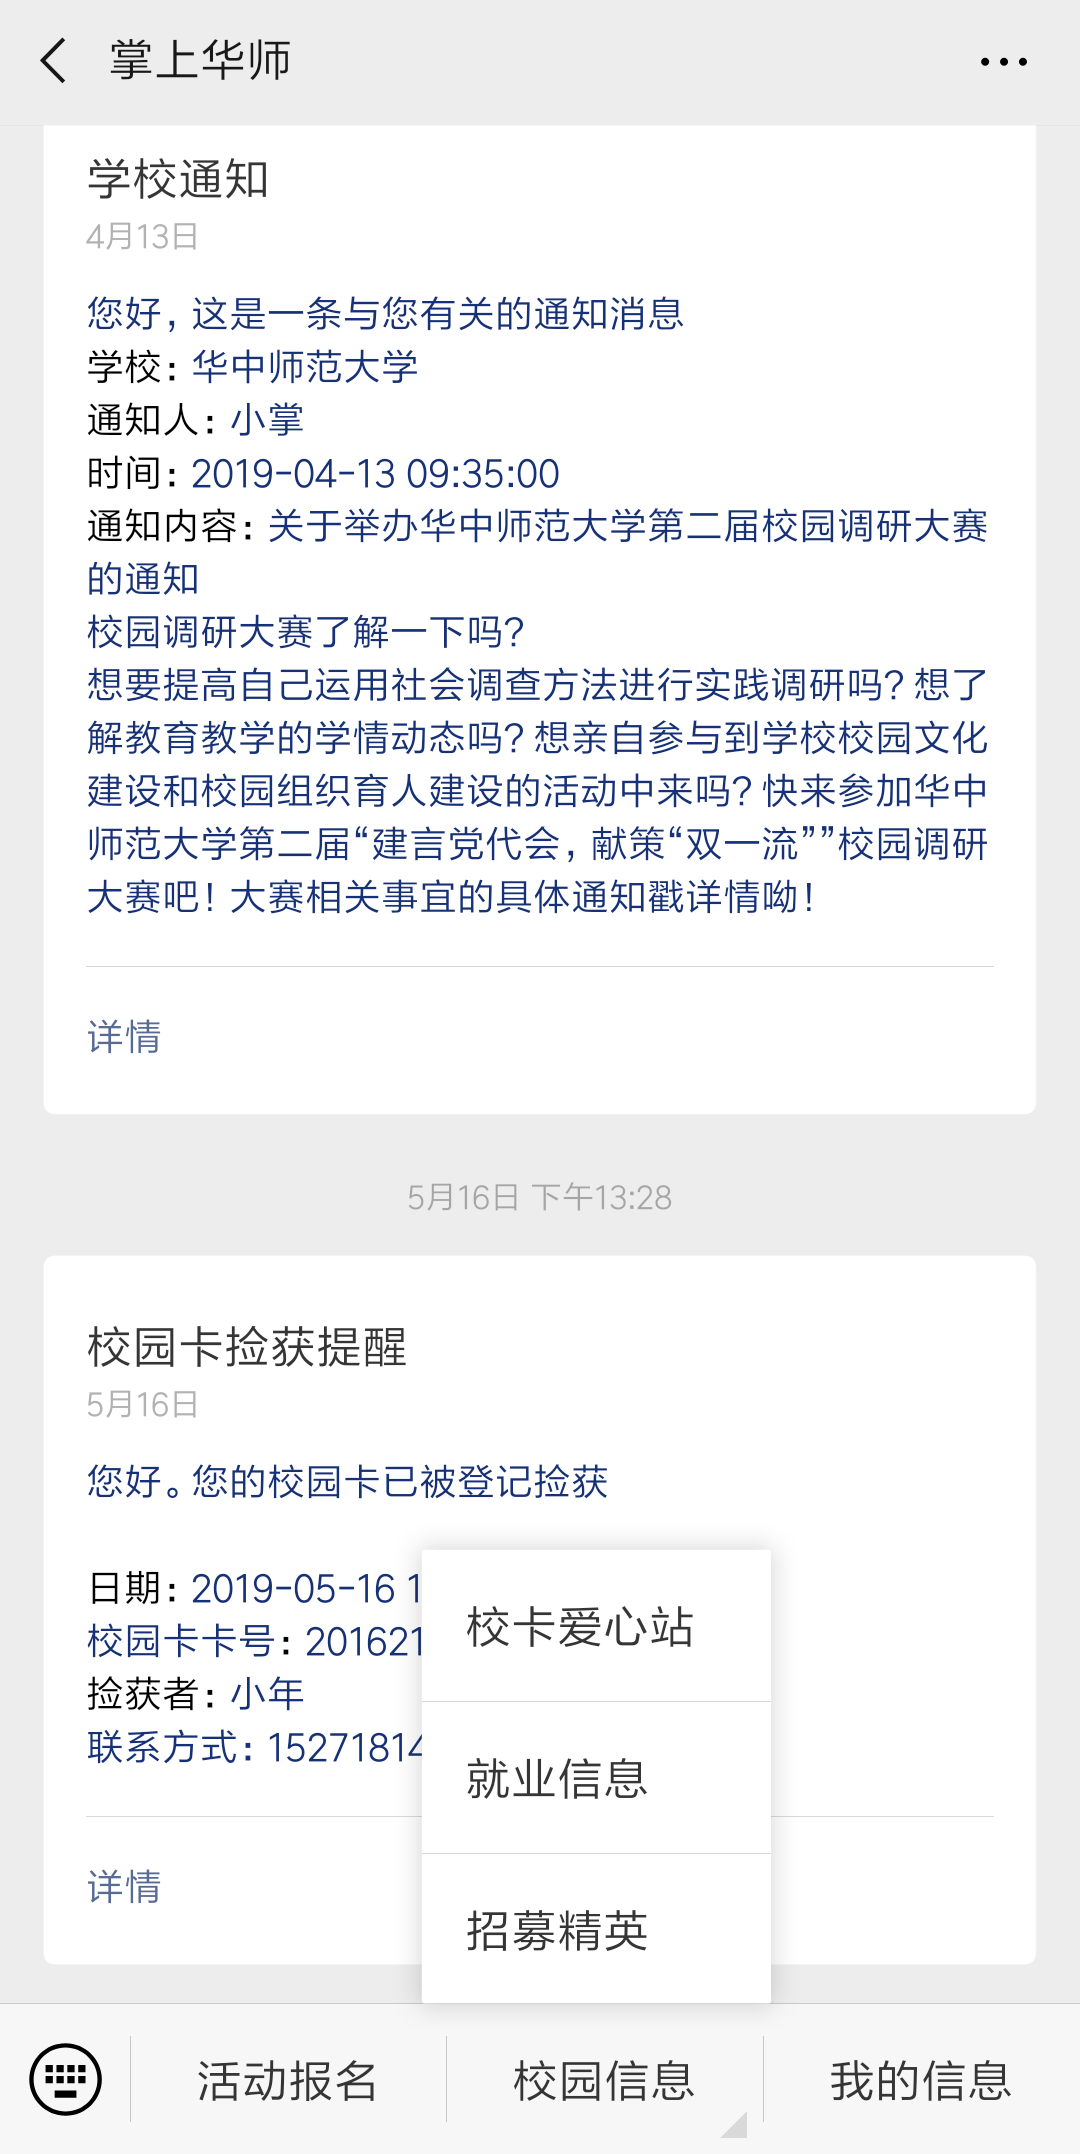 掌上华师
学校通知
4月13日
您好，这是一条与您有关的通知消息
学校：华中师范大学
通知人：小掌
时间：2019-04-13 09:35:00
通知内容：关于举办华中师范大学第二届校园调研大赛
的通知
校园调研大赛了解一下吗？
想要提高自己运用社会调查方法进行实践调研吗？想了
解教育教学的学情动态吗？想亲自参与到学校校园文化
建设和校园组织育人建设的活动中来吗？快来参加华中
师范大学第二届“建言党代会，献策“双一流””校园调研
大赛吧！大赛相关事宜的具体通知戳详情呦！
详情
5月16日 下午13:28
校园卡捡获提醒
5月16日
您好。您的校园卡已被登记捡获
日期：2019-05-16 1
校园卡卡号：201621
捡获者：小年
联系方式：15271814
详情
校卡爱心站
就业信息
招募精英
活动报名
校园信息
我的信息